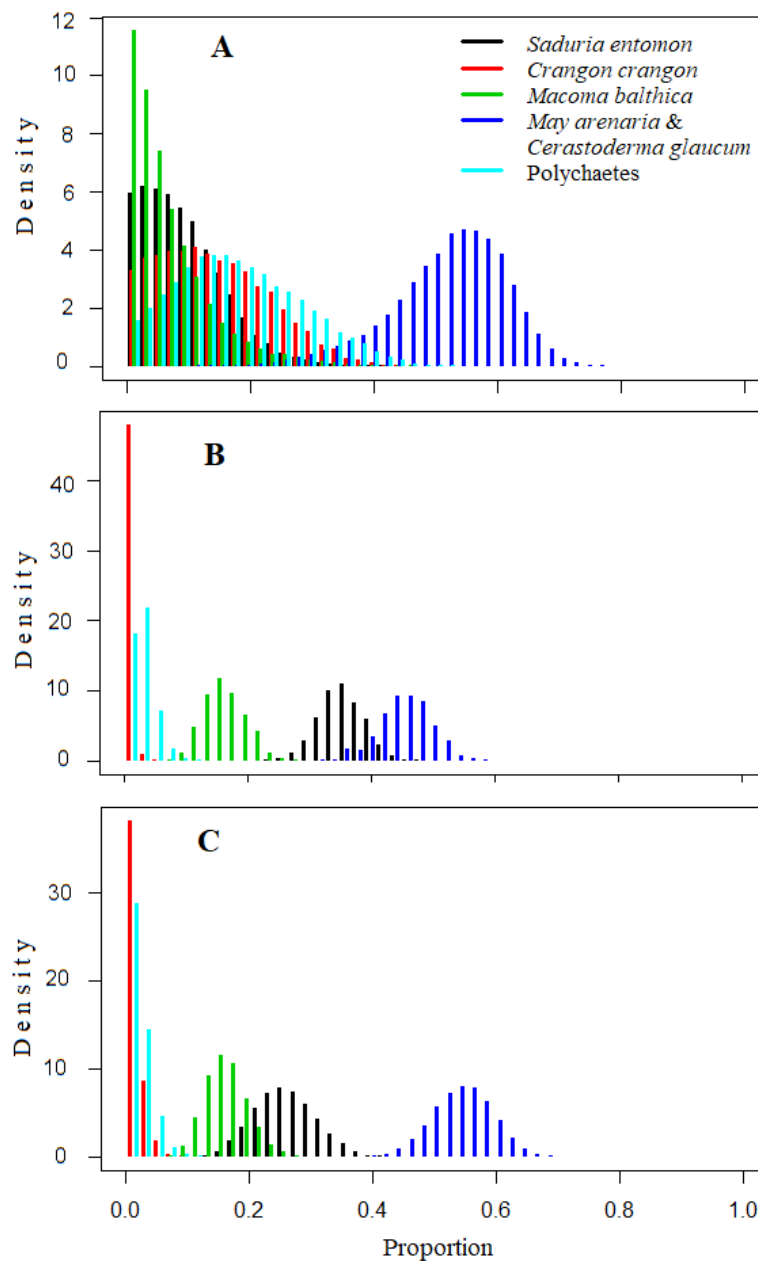 A
Saduria entomon
Crangon crangon
Macoma balthica
May arenaria &
Cerastoderma glaucum
Polychaetes
Density
12
10
8
6
4
2
0
B
Density
40
30
20
10
0
C
Density
30
20
10
0
0.0 0.2 0.4 0.6 0.8 1.0
Proportion